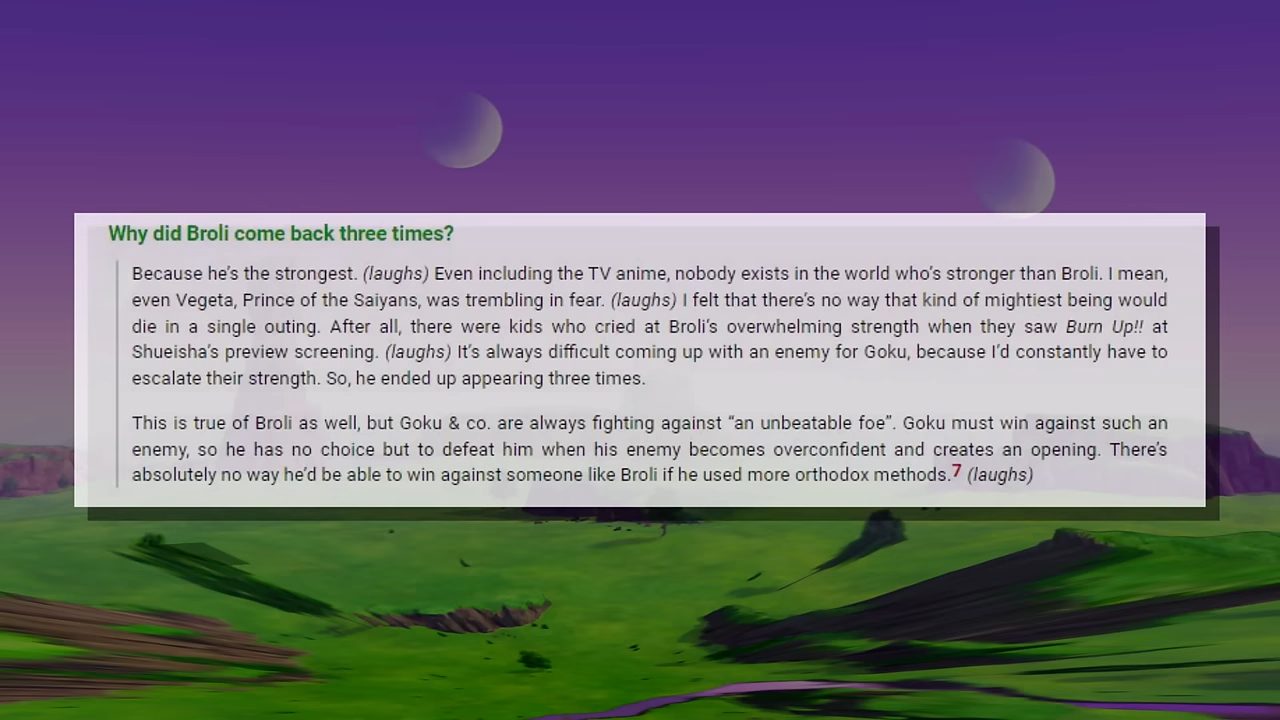 Why did Broli come back three times?
Because he's the strongest. (laughs) Even including the TV anime, nobody exists in the world who's stronger than Broli. I mean,
even Vegeta, Prince of the Saiyans, was trembling in fear. (laughs) I felt that there's no way that kind of mightiest being would
die in a single outing. After all, there were kids who cried at Broli's overwhelming strength when they saw Burn Up!! at
Shueisha's preview screening. (laughs) It's always difficult coming up with an enemy for Goku, because I'd constantly have to
escalate their strength. So, he ended up appearing three times.
This is true of Broli as well, but Goku & co. are always fighting against “an unbeatable foe”. Goku must win against such an
enemy, so he has no choice but to defeat him when his enemy becomes overconfident and creates an opening. There's
absolutely no way he'd be able to win against someone like Broli if he used more orthodox methods.7 (laughs)